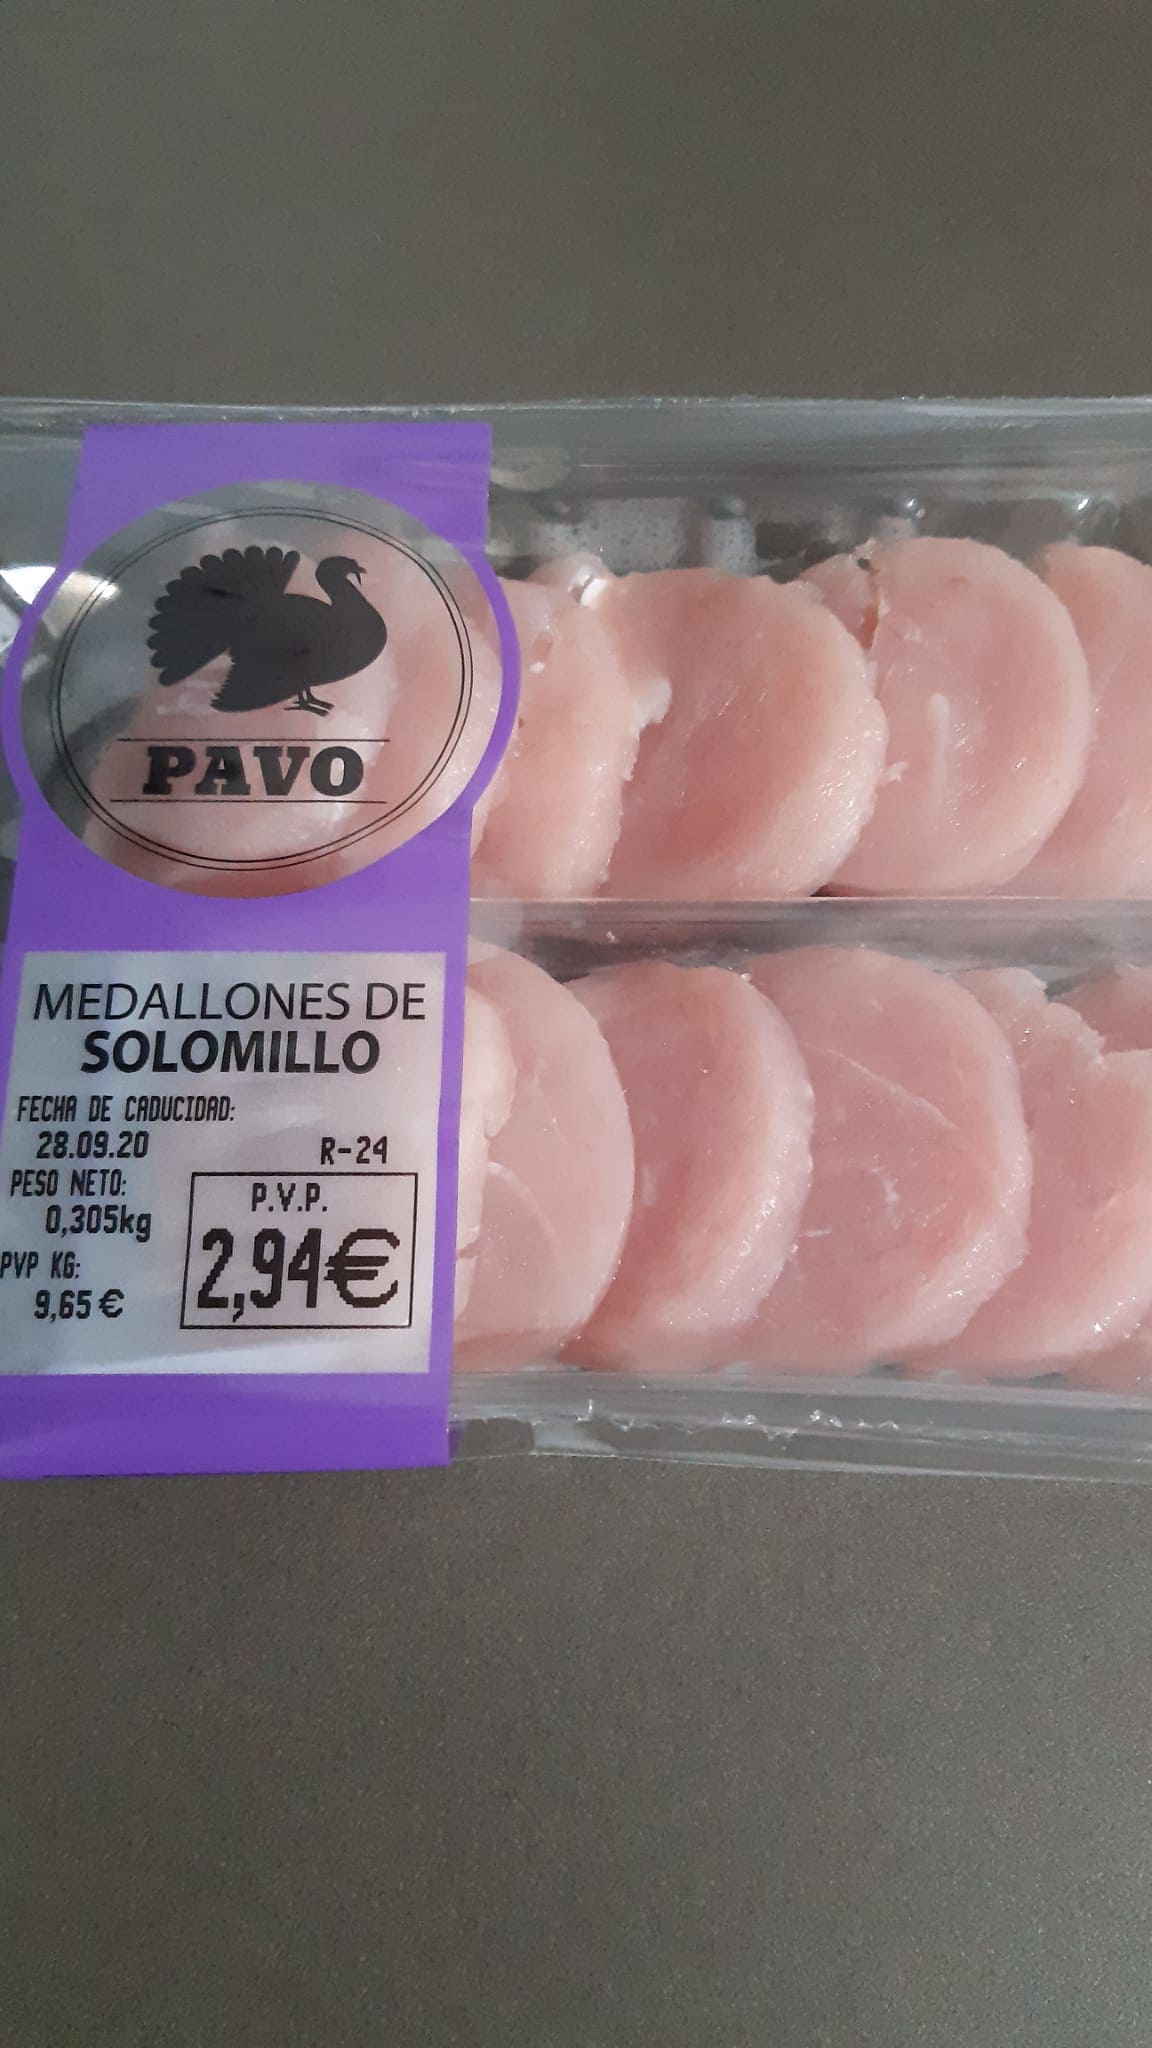 PAVO
MEDALLONES DE
SOLOMILLO
FECHA DE CADUCIDAD:
28.09.20
R-24
PESO NETO:
0,305kg
P.V.P.
2,94€
PVP KG:
9,65 €